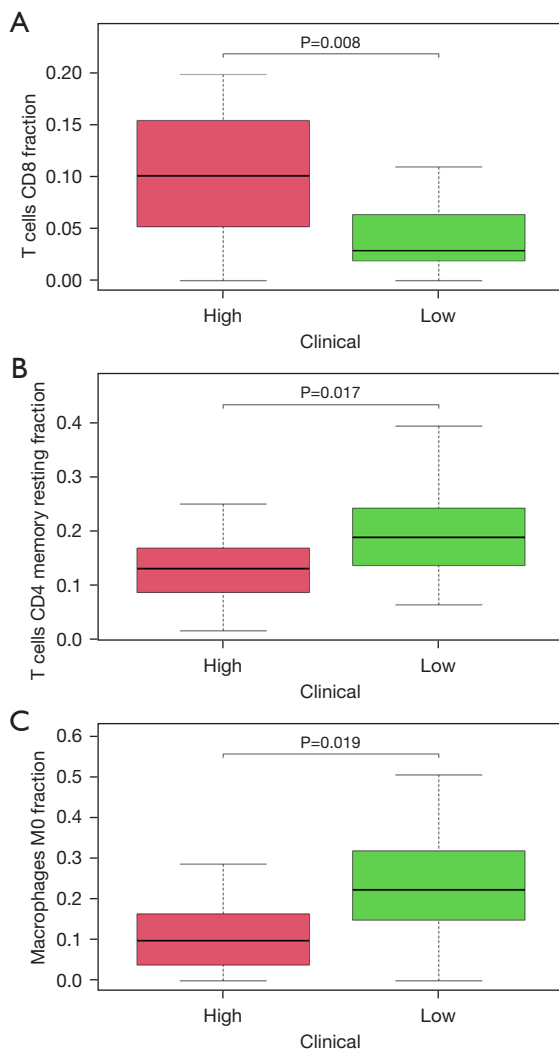 A
P=0.008
T cells CD8 fraction
0.20
0.15
0.10
0.05
0.00
High Low
Clinical
B
P=0.017
T cells CD4 memory resting fraction
0.4
0.3
0.2
0.1
0.0
High Low
Clinical
C
P=0.019
Macrophages M0 fraction
0.6
0.5
0.4
0.3
0.2
0.1
0.0
High Low
Clinical